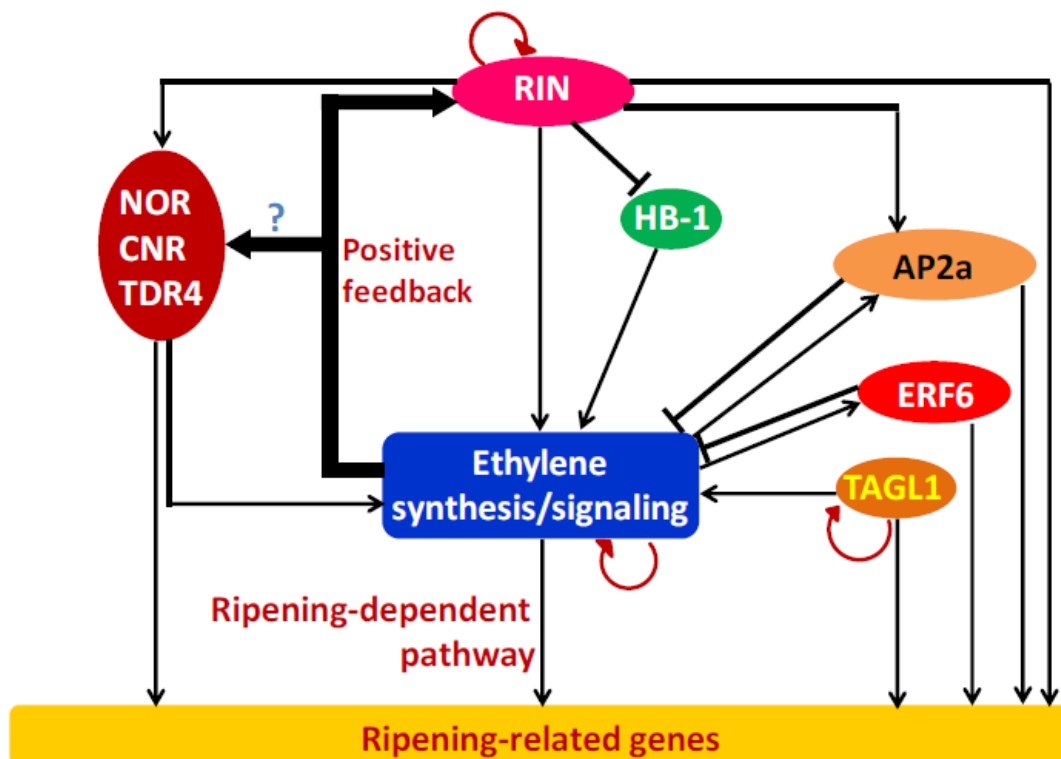 RIN
NOR
CNR
TDR4
?
HB-1
Positive
feedback
AP2a
ERF6
Ethylene
synthesis/signaling
TAGL1
Ripening-dependent
pathway
Ripening-related genes